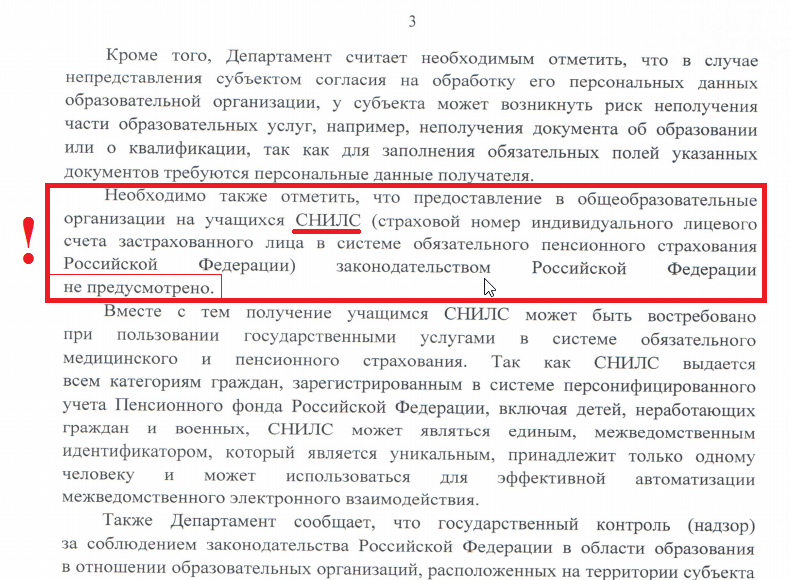 3
Кроме того, Департамент считает необходимым отметить, что в случае
непредставления субъектом согласия на обработку его персональных данных
образовательной организации, у субъекта может возникнуть риск неполучения
части образовательных услуг, например, неполучения документа об образовании
или о квалификации, так как для заполнения обязательных полей указанных
документов требуются персональные данные получателя.
Необходимо также отметить, что предоставление в общеобразовательные
организации на учащихся СНИЛС (страховой номер индивидуального лицевого
счета застрахованного лица в системе обязательного пенсионного страхования
Российской Федерации) законодательством Российской Федерации
не предусмотрено.
!
Вместе с тем получение учащимся СНИЛС может быть востребовано
при пользовании государственными услугами в системе обязательного
медицинского и пенсионного страхования. Так как СНИЛС выдается
всем категориям граждан, зарегистрированным в системе персонифицированного
учета Пенсионного фонда Российской Федерации, включая детей, неработающих
граждан и военных, СНИЛС может являться единым, межведомственным
идентификатором, который является уникальным, принадлежит только одному
человеку и может использоваться для эффективной автоматизации
межведомственного электронного взаимодействия.
Также Департамент сообщает, что государственный контроль (надзор)
за соблюдением законодательства Российской Федерации в области образования
в отношении образовательных организаций, расположенных на территории субъекта